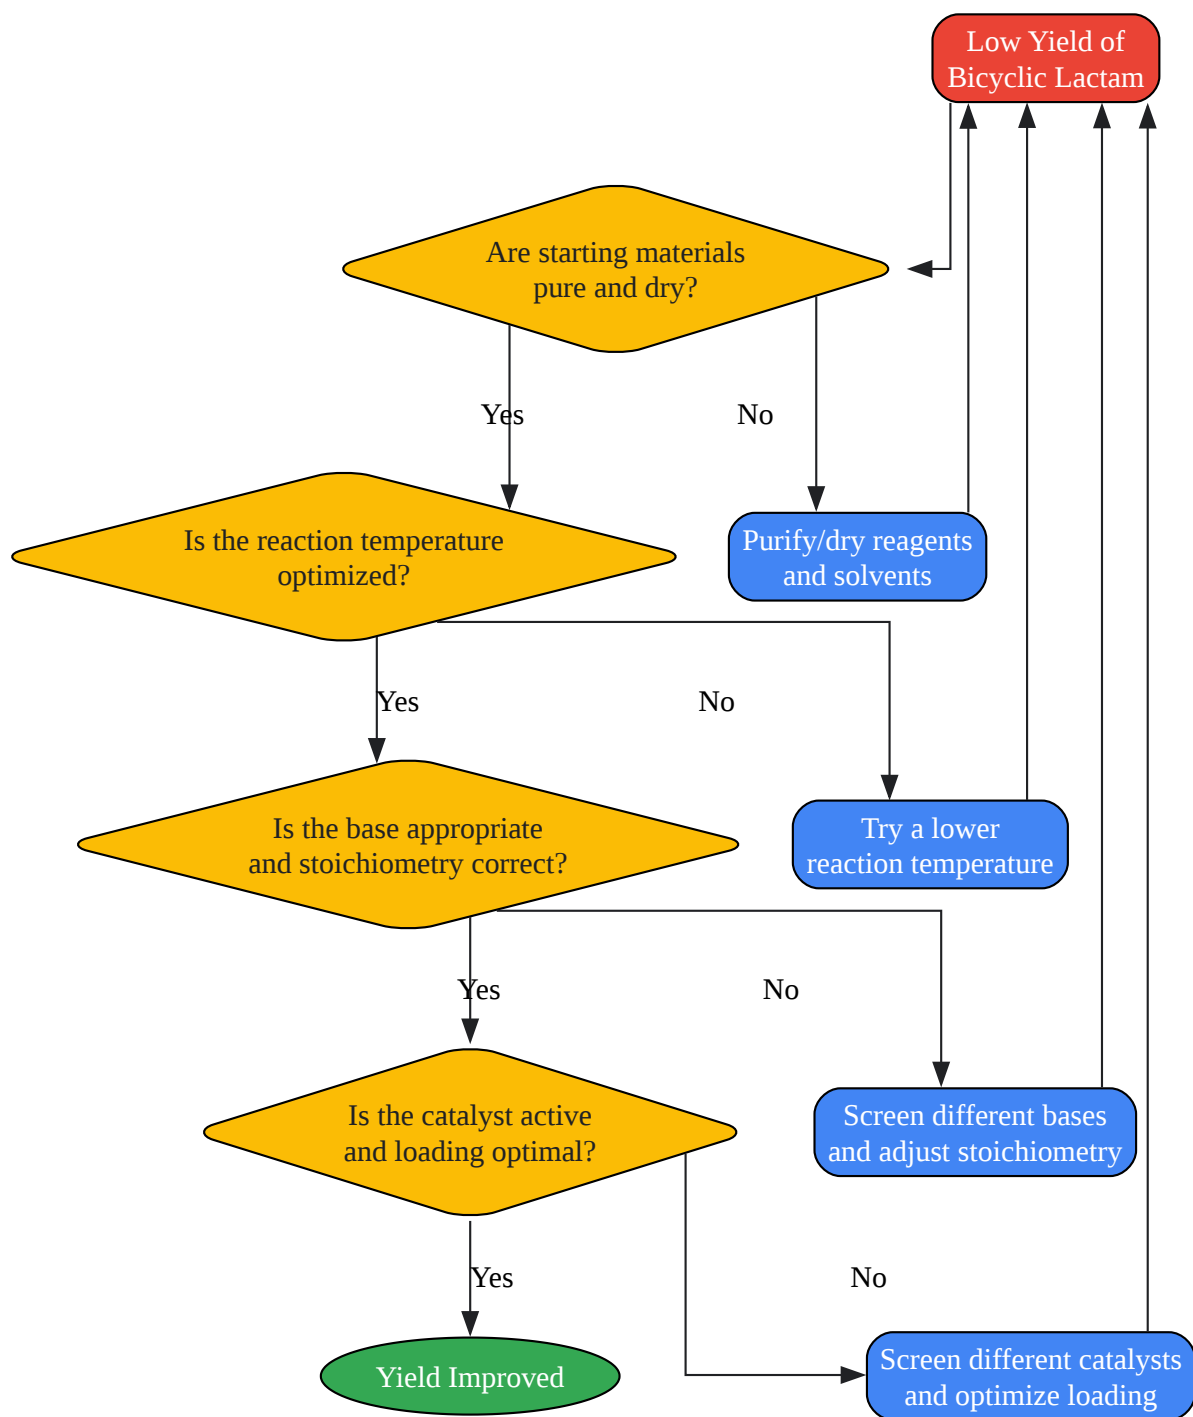 Low Yield of
Bicyclic Lactam
Are starting materials
pure and dry?
Yes
No
Is the reaction temperature
optimized?
Purify/dry reagents
and solvents
Yes
No
Is the base appropriate
and stoichiometry correct?
Try a lower
reaction temperature
Yes
No
Is the catalyst active
and loading optimal?
Screen different bases
and adjust stoichiometry
Yes
No
Yield Improved
Screen different catalysts
and optimize loading